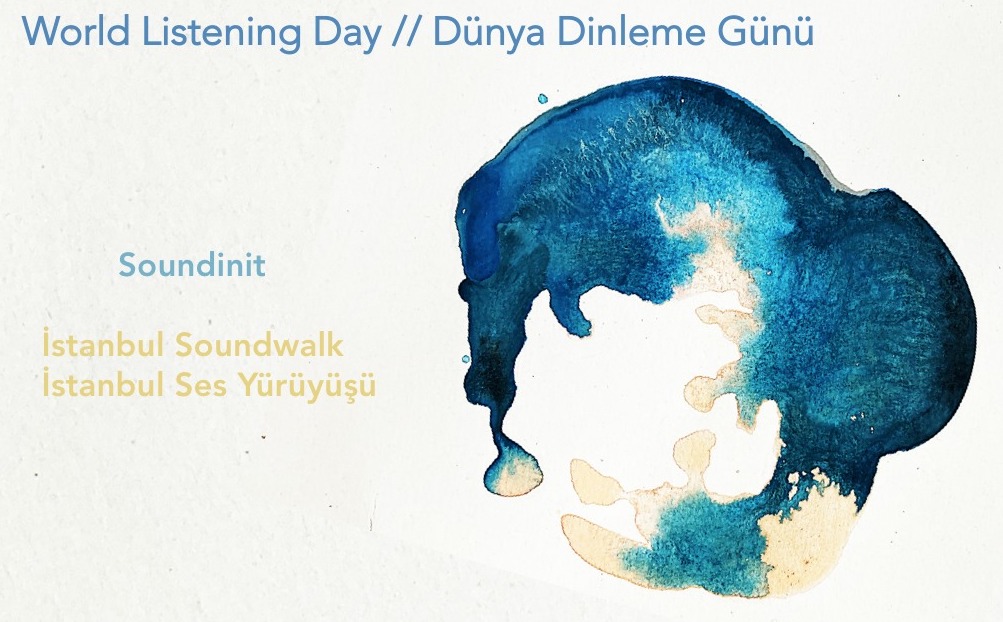 World Listening Day // Dünya Dinleme Günü
Soundinit
İstanbul Soundwalk
İstanbul Ses Yürüyüşü